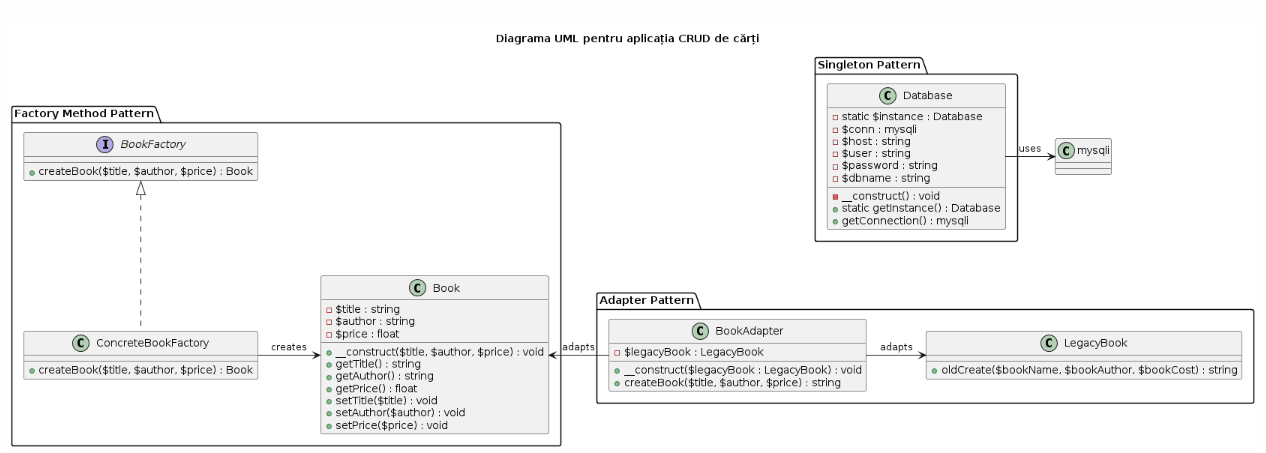 Diagrama UML pentru aplicația CRUD de cărți
Singleton Pattern
C Database
static $instance : Database
$conn : mysqli
$host : string
$user : string
$password : string
$dbname : string
__construct() : void
static getInstance() : Database
getConnection() : mysqli
uses
C mysqli
Factory Method Pattern
I BookFactory
createBook($title, $author, $price) : Book
C ConcreteBookFactory
createBook($title, $author, $price) : Book
creates
C Book
$title : string
$author : string
$price : float
__construct($title, $author, $price) : void
getTitle() : string
getAuthor() : string
getPrice() : float
setTitle($title) : void
setAuthor($author) : void
setPrice($price) : void
adapts
Adapter Pattern
C BookAdapter
$legacyBook : LegacyBook
__construct($legacyBook : LegacyBook) : void
createBook($title, $author, $price) : string
adapts
C LegacyBook
oldCreate($bookName, $bookAuthor, $bookCost) : string